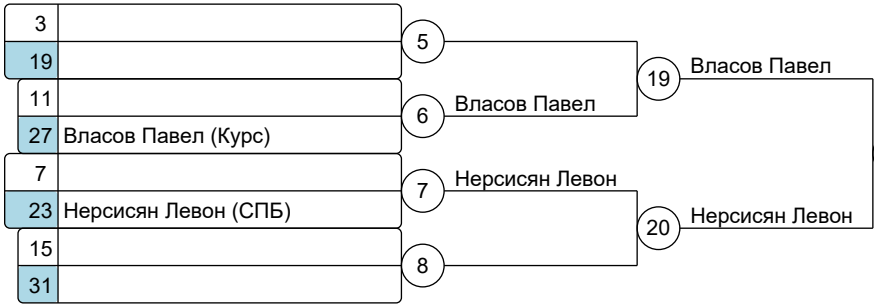 3
5
19
19 Власов Павел
11
6 Власов Павел
27 Власов Павел (Курс)
7
7 Нерсисян Левон
23 Нерсисян Левон (СПБ)
20 Нерсисян Левон
15
8
31